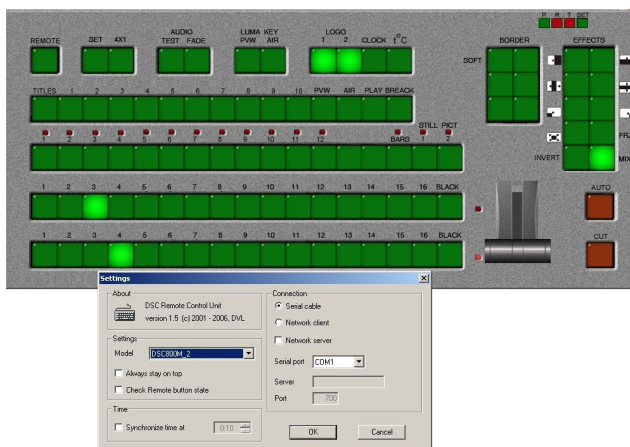 P R T SET
REMOTE SET 4X1 AUDIO TEST FADE LUMA KEY PVW AIR LOGO 1 2 CLOCK t°C
BORDER EFFECTS
SOFT
TITLES 1 2 3 4 5 6 7 8 9 10 PVW AIR PLAY BREACK
STILL PICT
1 2 3 4 5 6 7 8 9 10 11 12 BARS 1 2
INVERT
MIX
1 2 3 4 5 6 7 8 9 10 11 12 13 14 15 16 BLACK
AUTO
1 2 3 4 5 6 7 8 9 10 11 12 13 14 15 16 BLACK
CUT
Settings
About
DSC Remote Control Unit
version 1.5 (c) 2001 - 2006, DVL
Settings
Model DSC800M_2
Always stay on top
Check Remote button state
Time
Synchronize time at 0:10
Connection
Serial cable
Network client
Network server
Serial port COM1
Server
Port 700
OK Cancel